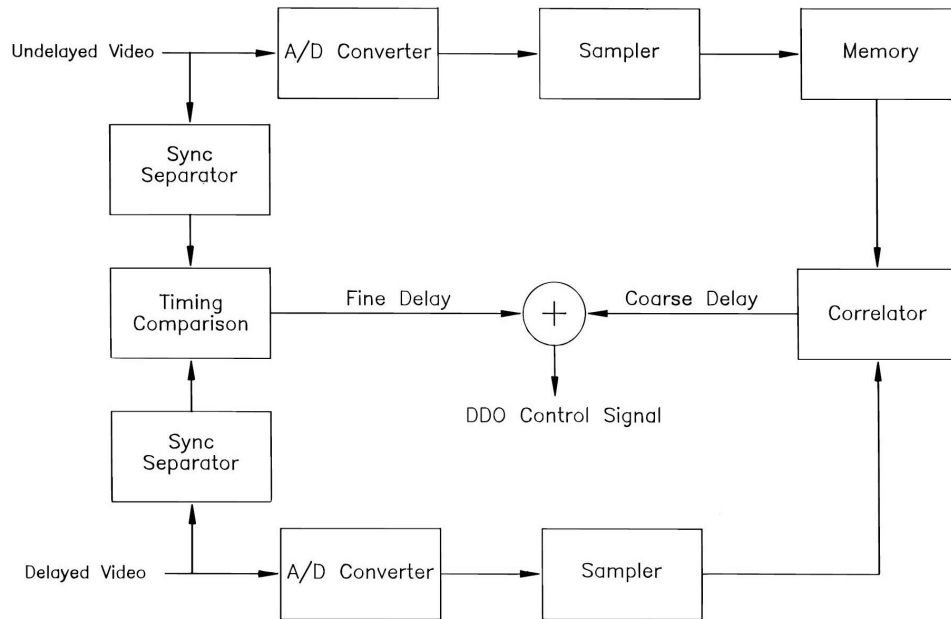 Undelayed Video
A/D Converter
Sampler
Memory
Sync
Separator
Timing
Comparison
Fine Delay
+
Coarse Delay
Correlator
DDO Control Signal
Sync
Separator
Delayed Video
A/D Converter
Sampler